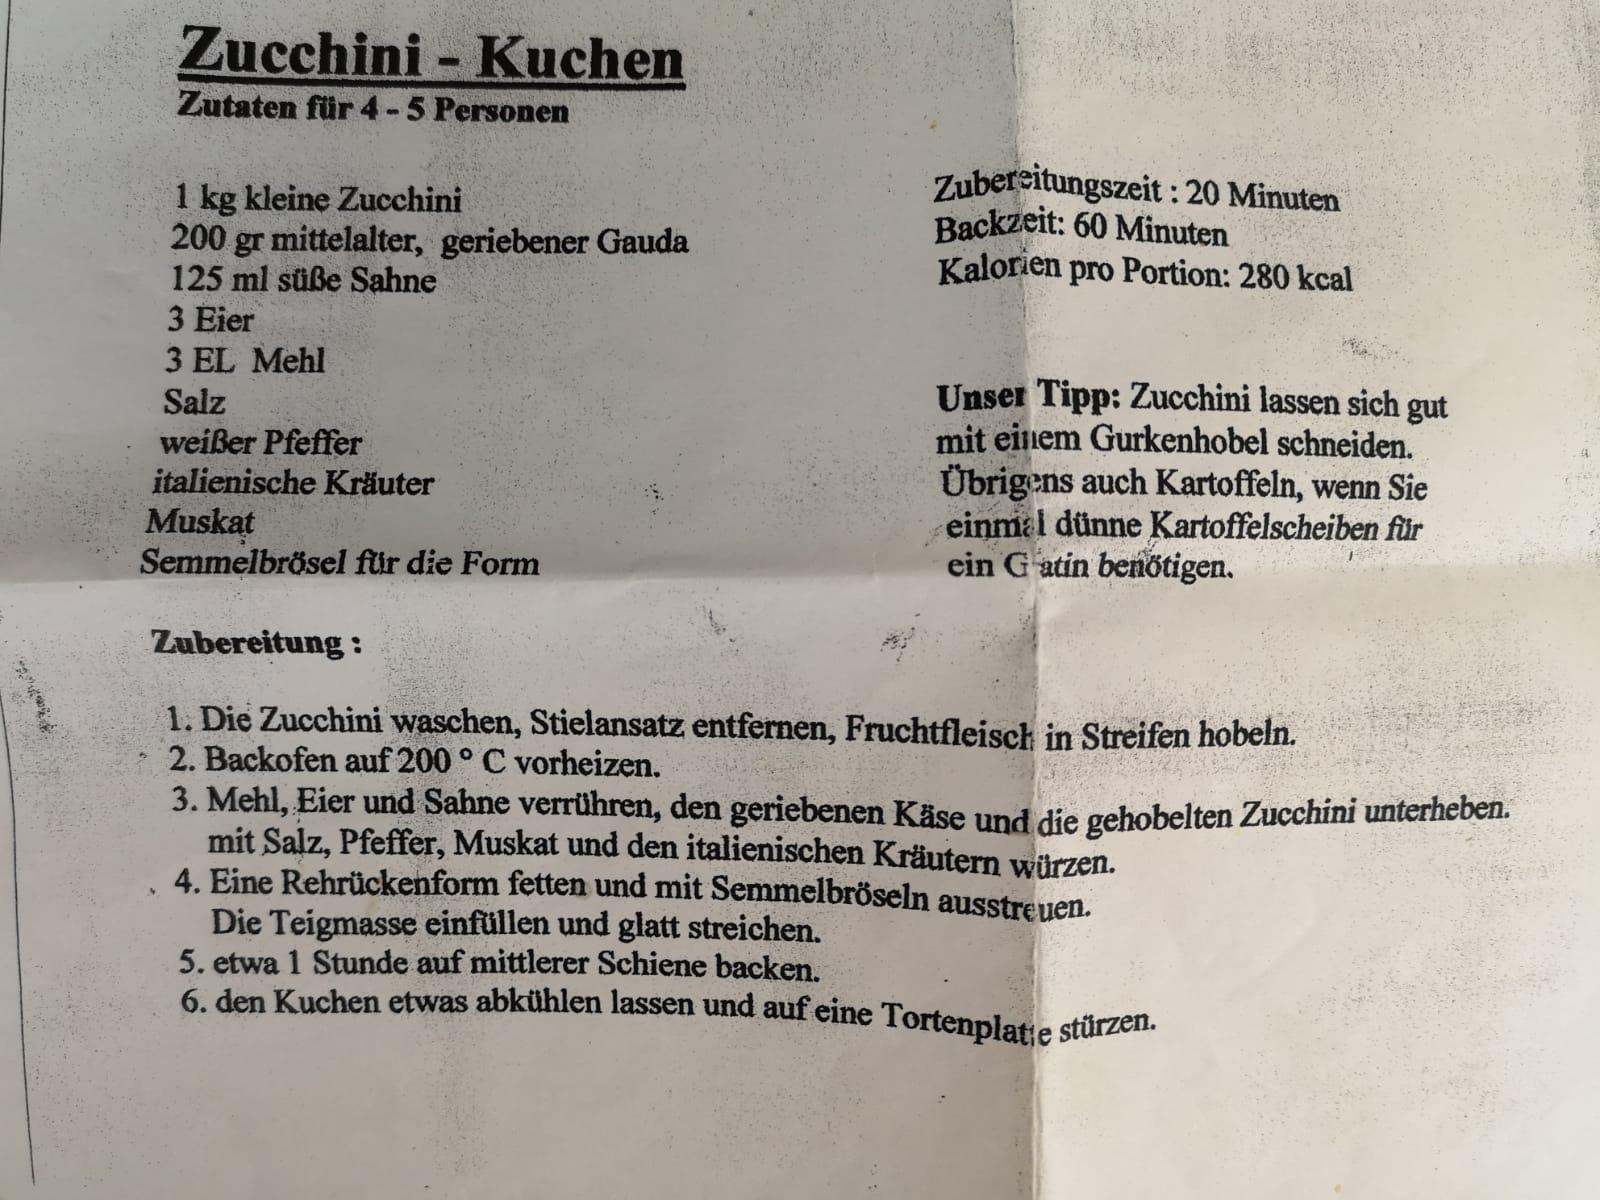 Zucchini - Kuchen
Zutaten für 4 - 5 Personen
1 kg kleine Zucchini
200 gr mittelalter, geriebener Gauda
125 ml süße Sahne
3 Eier
3 EL Mehl
Salz
weißer Pfeffer
italienische Kräuter
Muskat
Semmelbrösel für die Form
Zubereitungszeit : 20 Minuten
Backzeit: 60 Minuten
Kalorien pro Portion: 280 kcal
Unser Tipp: Zucchini lassen sich gut
mit einem Gurkenhobel schneiden.
Übrigens auch Kartoffeln, wenn Sie
einmal dünne Kartoffelscheiben für
ein Gratin benötigen.
Zubereitung :
1. Die Zucchini waschen, Stielansatz entfernen, Fruchtfleisch in Streifen hobeln.
2. Backofen auf 200 ° C vorheizen.
3. Mehl, Eier und Sahne verrühren, den geriebenen Käse und die gehobelten Zucchini unterheben.
mit Salz, Pfeffer, Muskat und den italienischen Kräutern würzen.
4. Eine Rehrückenform fetten und mit Semmelbröseln ausstreuen.
Die Teigmasse einfüllen und glatt streichen.
5. etwa 1 Stunde auf mittlerer Schiene backen.
6. den Kuchen etwas abkühlen lassen und auf eine Tortenplatte stürzen.